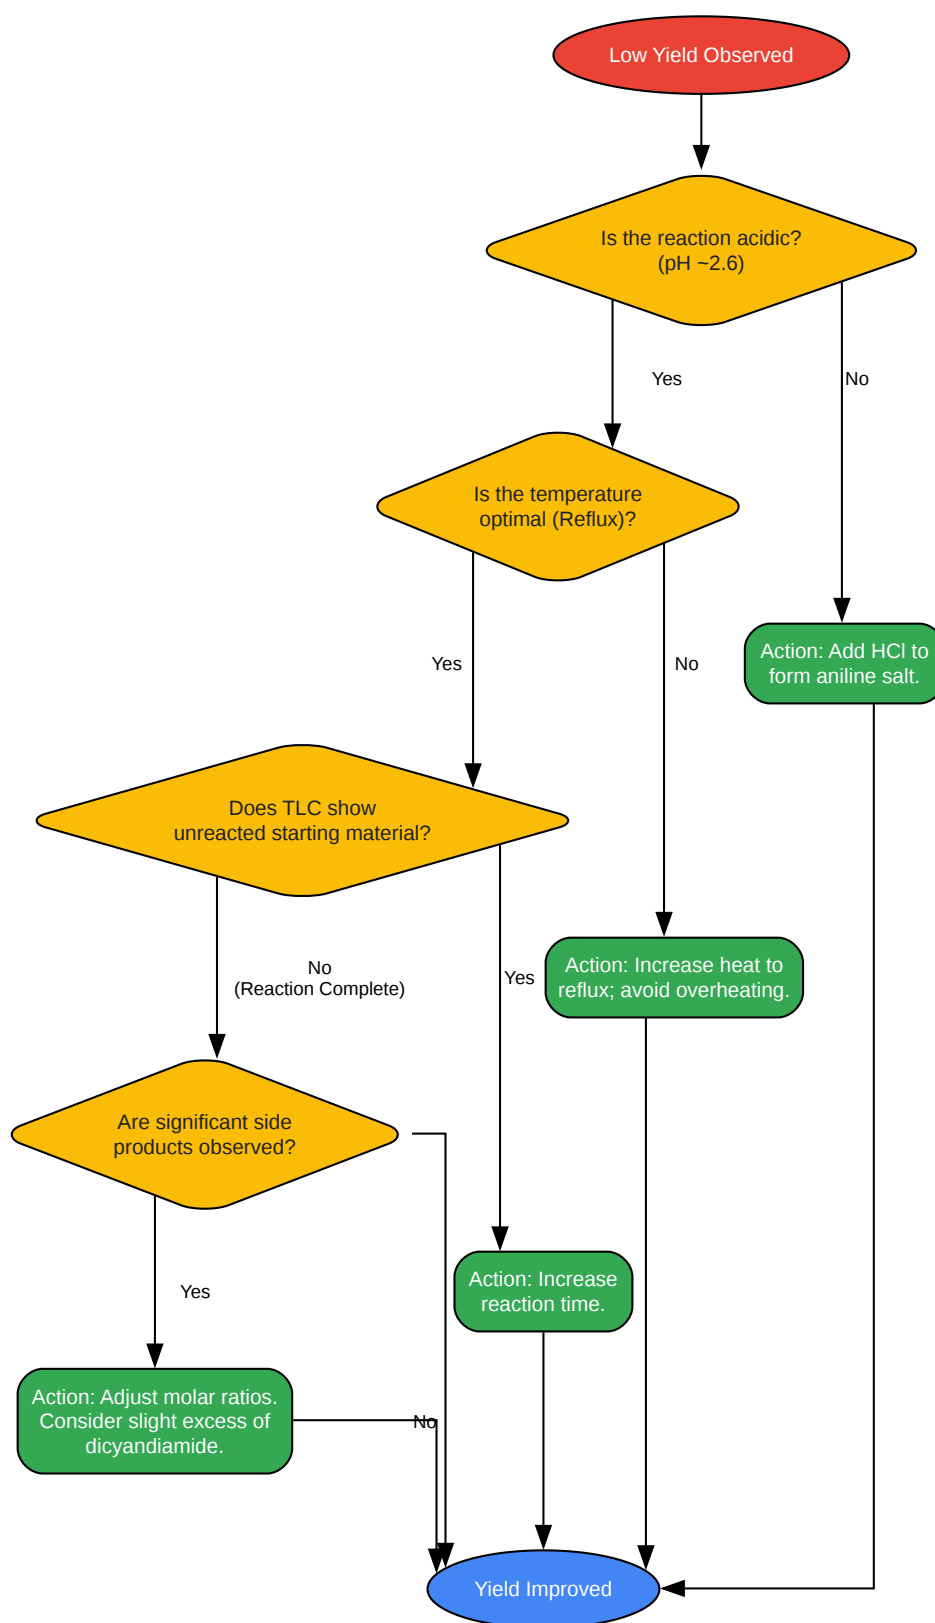 Low Yield Observed
Is the reaction acidic?
(pH ~2.6)
Yes
No
Is the temperature
optimal (Reflux)?
Yes
No
Action: Add HCl to
form aniline salt.
Does TLC show
unreacted starting material?
No
(Reaction Complete)
Yes
Action: Increase heat to
reflux; avoid overheating.
Are significant side
products observed?
Yes
Action: Increase
reaction time.
Action: Adjust molar ratios.
Consider slight excess of
dicyandiamide.
No
Yield Improved